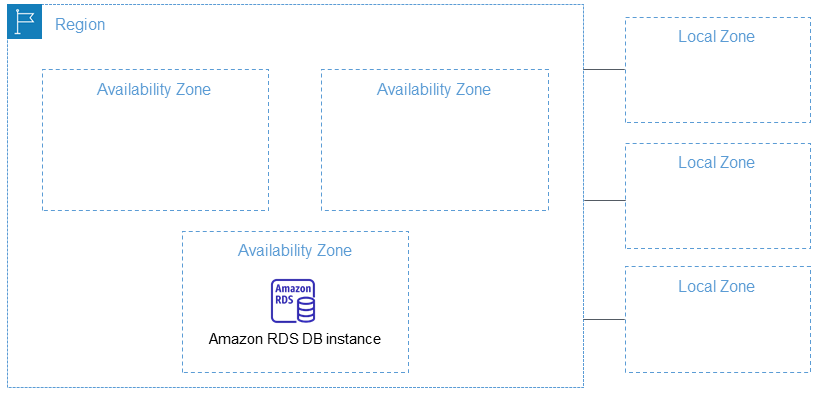 Region
Availability Zone
Availability Zone
Availability Zone
Amazon
RDS
Amazon RDS DB instance
Local Zone
Local Zone
Local Zone